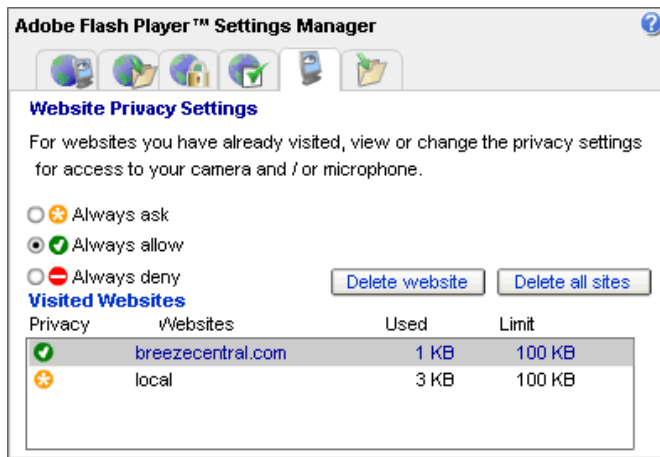 Adobe Flash Player™ Settings Manager
?
Website Privacy Settings
For websites you have already visited, view or change the privacy settings
for access to your camera and / or microphone.
Always ask
Always allow
Always deny
Delete website Delete all sites
Visited Websites
Privacy Websites Used Limit
breezecentral.com 1 KB 100 KB
local 3 KB 100 KB